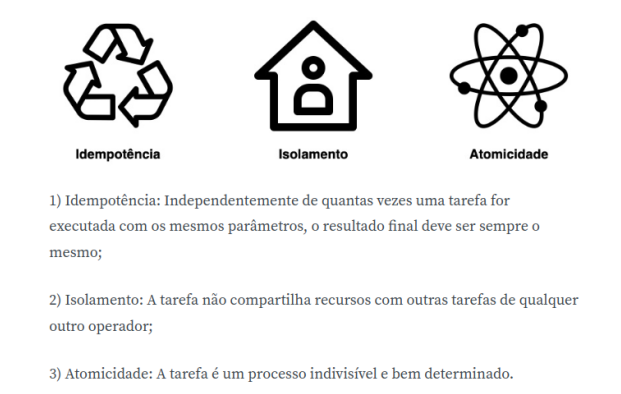 Idempotência Isolamento Atomicidade
1) Idempotência: Independentemente de quantas vezes uma tarefa for
executada com os mesmos parâmetros, o resultado final deve ser sempre o
mesmo;
2) Isolamento: A tarefa não compartilha recursos com outras tarefas de qualquer
outro operador;
3) Atomicidade: A tarefa é um processo indivisível e bem determinado.